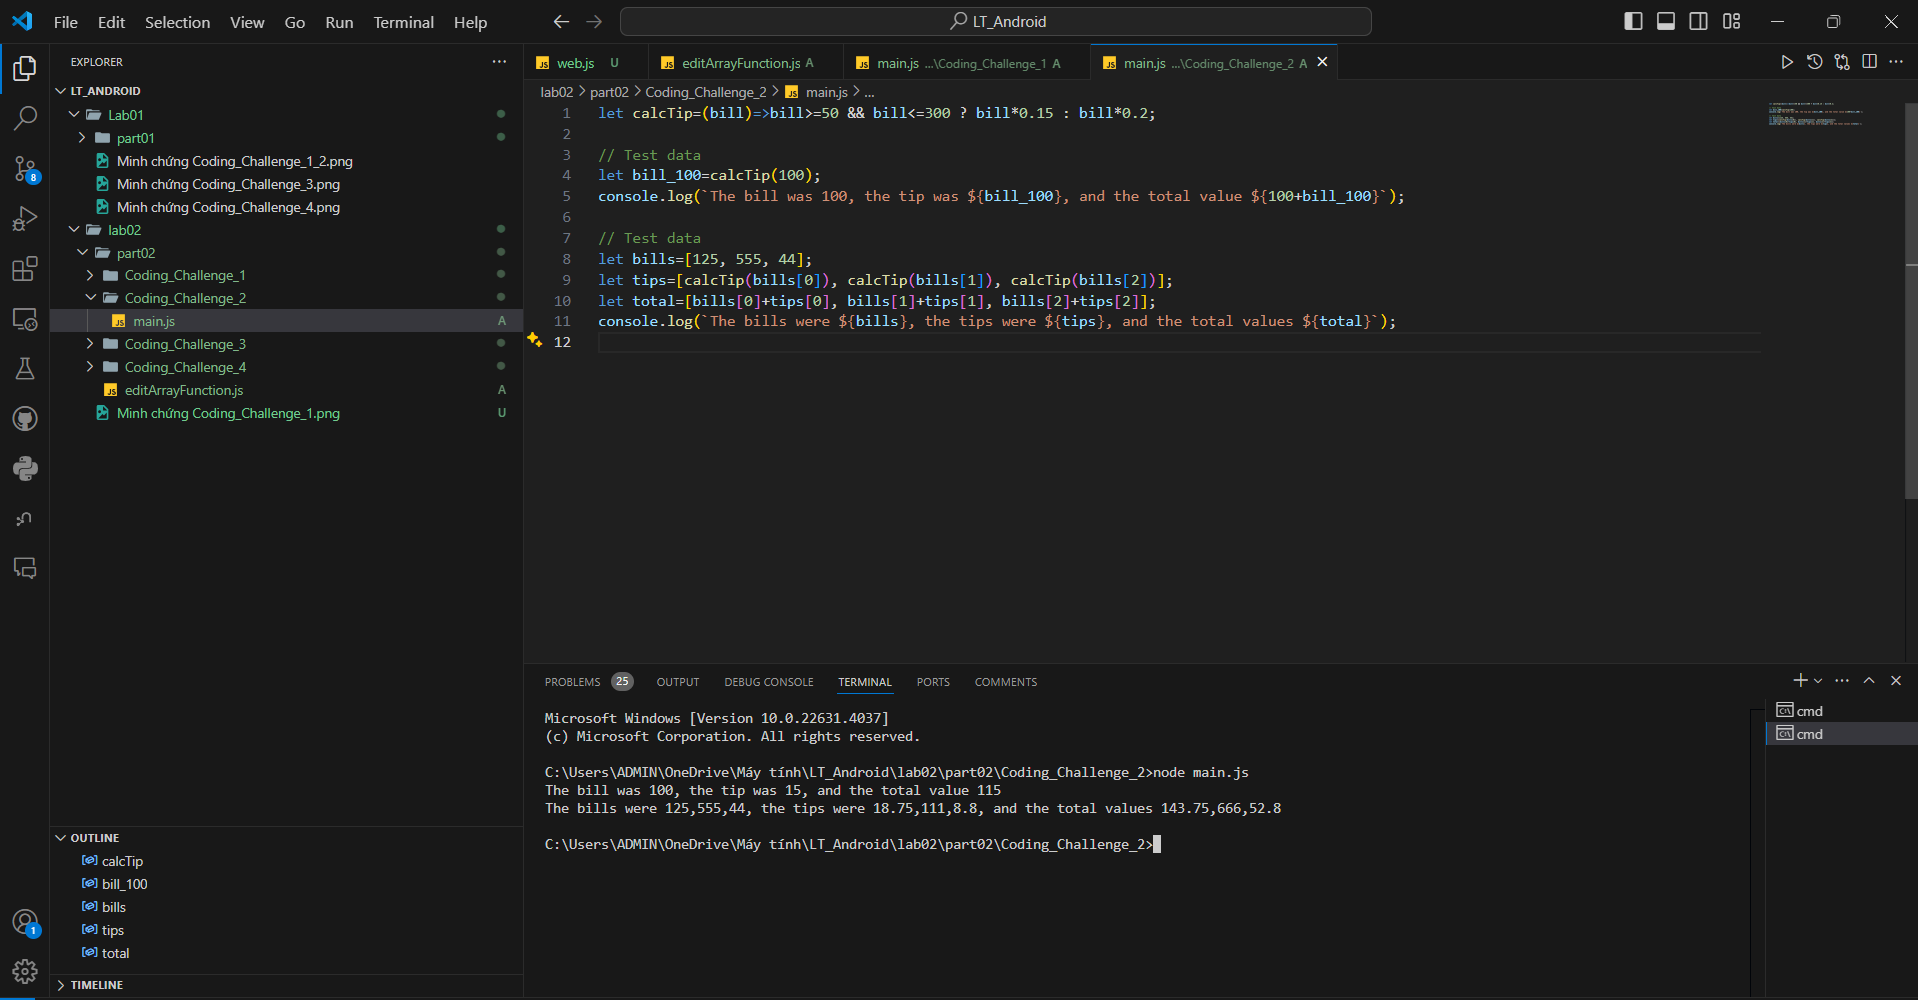 File Edit Selection View Go Run Terminal Help
LT_Android
EXPLORER
LT_ANDROID
Lab01
part01
Minh chứng Coding_Challenge_1_2.png
Minh chứng Coding_Challenge_3.png
Minh chứng Coding_Challenge_4.png
lab02
part02
Coding_Challenge_1
Coding_Challenge_2
main.js A
Coding_Challenge_3
Coding_Challenge_4
editArrayFunction.js A
Minh chứng Coding_Challenge_1.png U
8
OUTLINE
calcTip
bill_100
bills
tips
total
1
TIMELINE
JS web.js U JS editArrayFunction.js A JS main.js ...\Coding_Challenge_1 A JS main.js ...\Coding_Challenge_2 A
lab02 > part02 > Coding_Challenge_2 > JS main.js > ...
1 let calcTip=(bill)=>bill>=50 && bill<=300 ? bill*0.15 : bill*0.2;
2
3 // Test data
4 let bill_100=calcTip(100);
5 console.log(`The bill was 100, the tip was ${bill_100}, and the total value ${100+bill_100}`);
6
7 // Test data
8 let bills=[125, 555, 44];
9 let tips=[calcTip(bills[0]), calcTip(bills[1]), calcTip(bills[2])];
10 let total=[bills[0]+tips[0], bills[1]+tips[1], bills[2]+tips[2]];
11 console.log(`The bills were ${bills}, the tips were ${tips}, and the total values ${total}`);
12
PROBLEMS 25 OUTPUT DEBUG CONSOLE TERMINAL PORTS COMMENTS
Microsoft Windows [Version 10.0.22631.4037]
(c) Microsoft Corporation. All rights reserved.
C:\Users\ADMIN\OneDrive\Máy tính\LT_Android\lab02\part02\Coding_Challenge_2>node main.js
The bill was 100, the tip was 15, and the total value 115
The bills were 125,555,44, the tips were 18.75,111,8.8, and the total values 143.75,666,52.8
C:\Users\ADMIN\OneDrive\Máy tính\LT_Android\lab02\part02\Coding_Challenge_2>
cmd
cmd